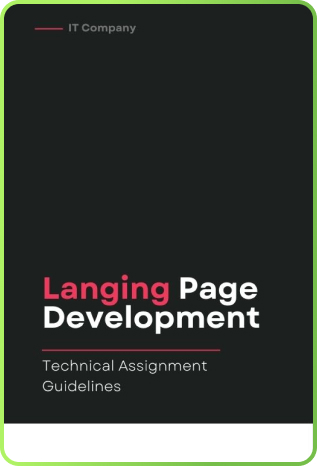 IT Company
Langing Page
Development
Technical Assignment
Guidelines